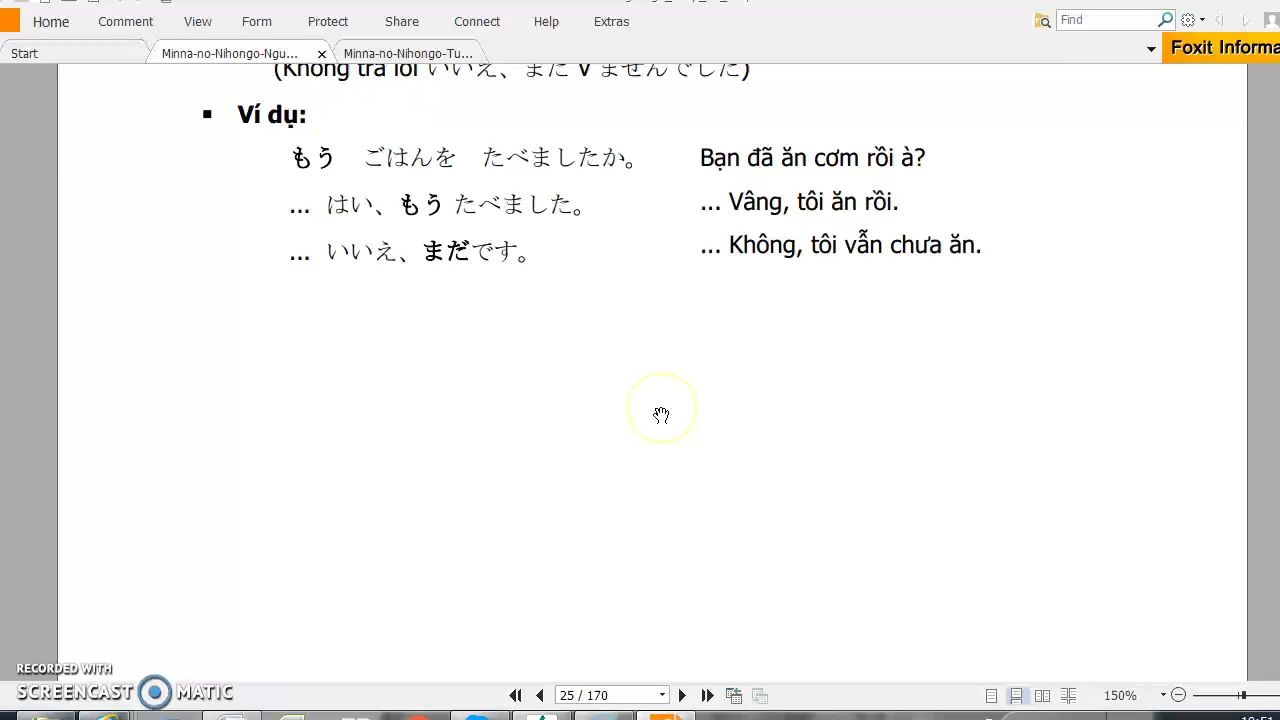 Home Comment View Form Protect Share Connect Help Extras Find
Start Minna-no-Nihongo-Ngu... Minna-no-Nihongo-Tu... Foxit Informa
(Không trả lời いいえ、まだ V ませんでした)
▪ Ví dụ:
もう ごはんを たべましたか。 Bạn đã ăn cơm rồi à?
... はい、もう たべました。 ... Vâng, tôi ăn rồi.
... いいえ、まだです。 ... Không, tôi vẫn chưa ăn.
RECORDED WITH
SCREENCAST MATIC
25 / 170 150%